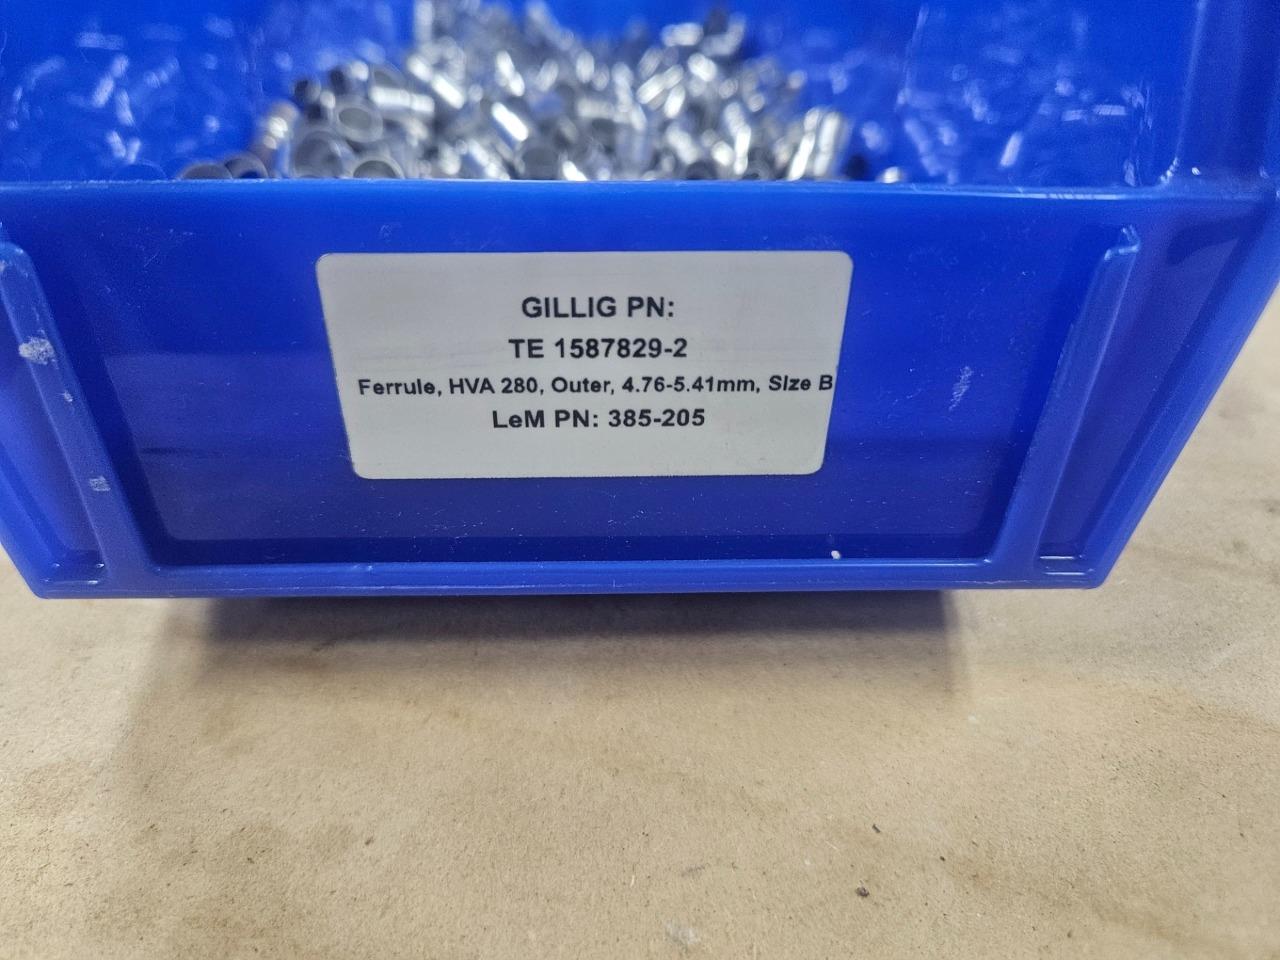 GILLIG PN:
TE 1587829-2
Ferrule, HVA 280, Outer, 4.76-5.41mm, Size B
LeM PN: 385-205